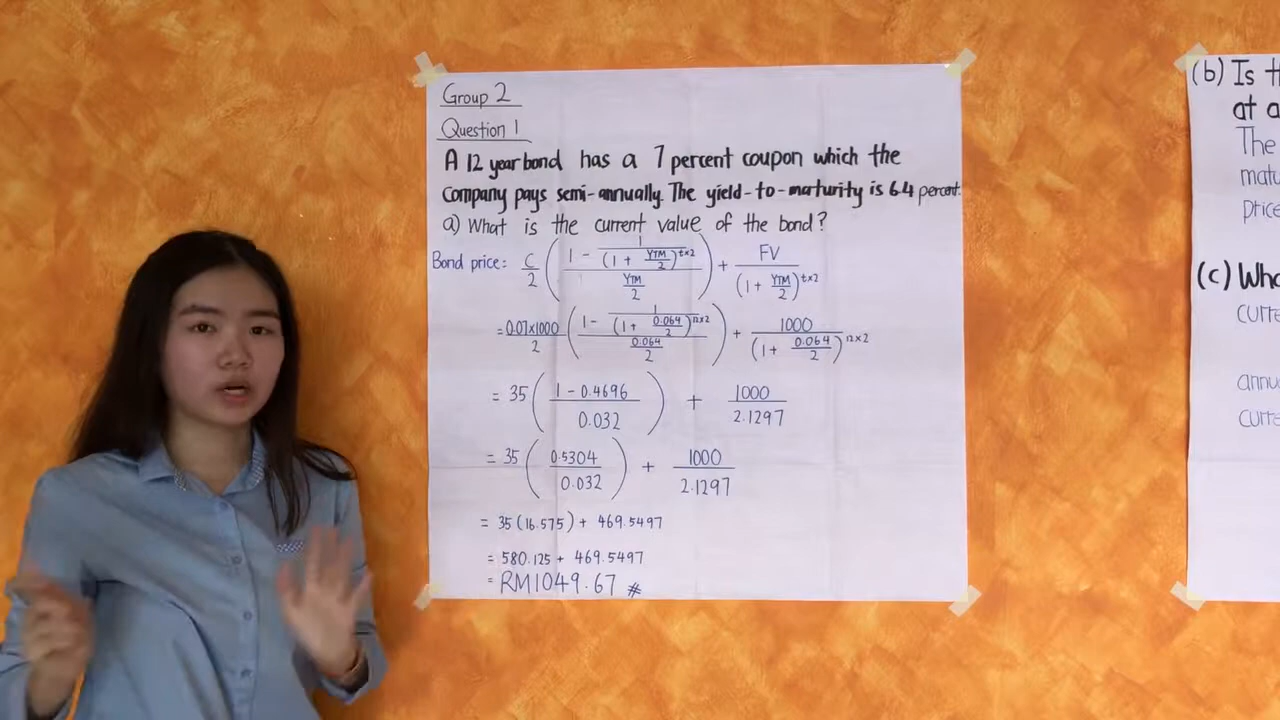 Group 2
Question 1
A 12 year bond has a 7 percent coupon which the
company pays semi-annually. The yield-to-maturity is 6.4 percent.
a) What is the current value of the bond?
Bond price: C/2 ( (1 - 1/(1 + YTM/2)^t×2) / (YTM/2) ) + FV/(1 + YTM/2)^t×2
= 0.07×1000/2 ( (1 - 1/(1 + 0.064/2)^12×2) / (0.064/2) ) + 1000/(1 + 0.064/2)^12×2
= 35 ( (1 - 0.4696) / 0.032 ) + 1000/2.1297
= 35 ( 0.5304/0.032 ) + 1000/2.1297
= 35 (16.575) + 469.5497
= 580.125 + 469.5497
= RM1049.67 #
(b) Is
at a
The
price
(c)